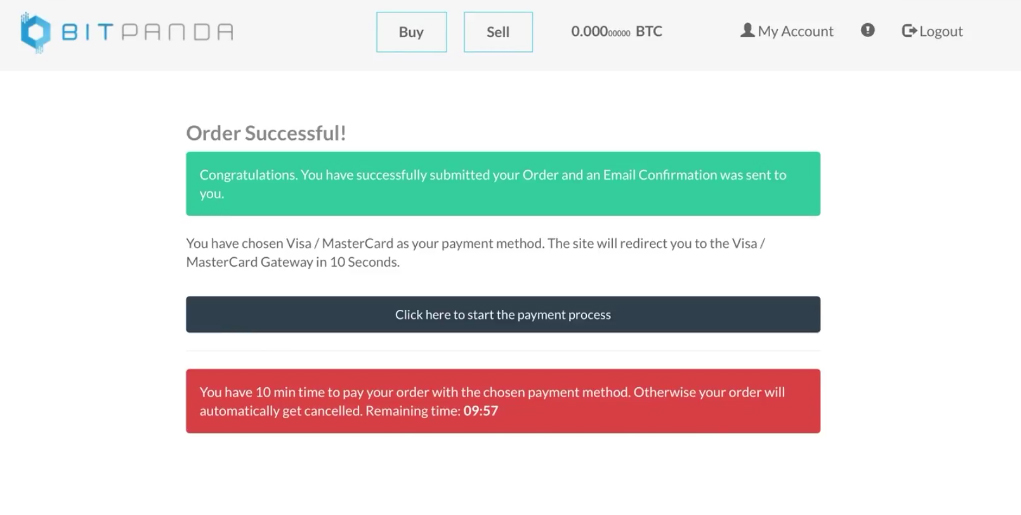 BITPANDA
Buy
Sell
0.00000000 BTC
My Account
Logout
Order Successful!
Congratulations. You have successfully submitted your Order and an Email Confirmation was sent to
you.
You have chosen Visa / MasterCard as your payment method. The site will redirect you to the Visa /
MasterCard Gateway in 10 Seconds.
Click here to start the payment process
You have 10 min time to pay your order with the chosen payment method. Otherwise your order will
automatically get cancelled. Remaining time: 09:57